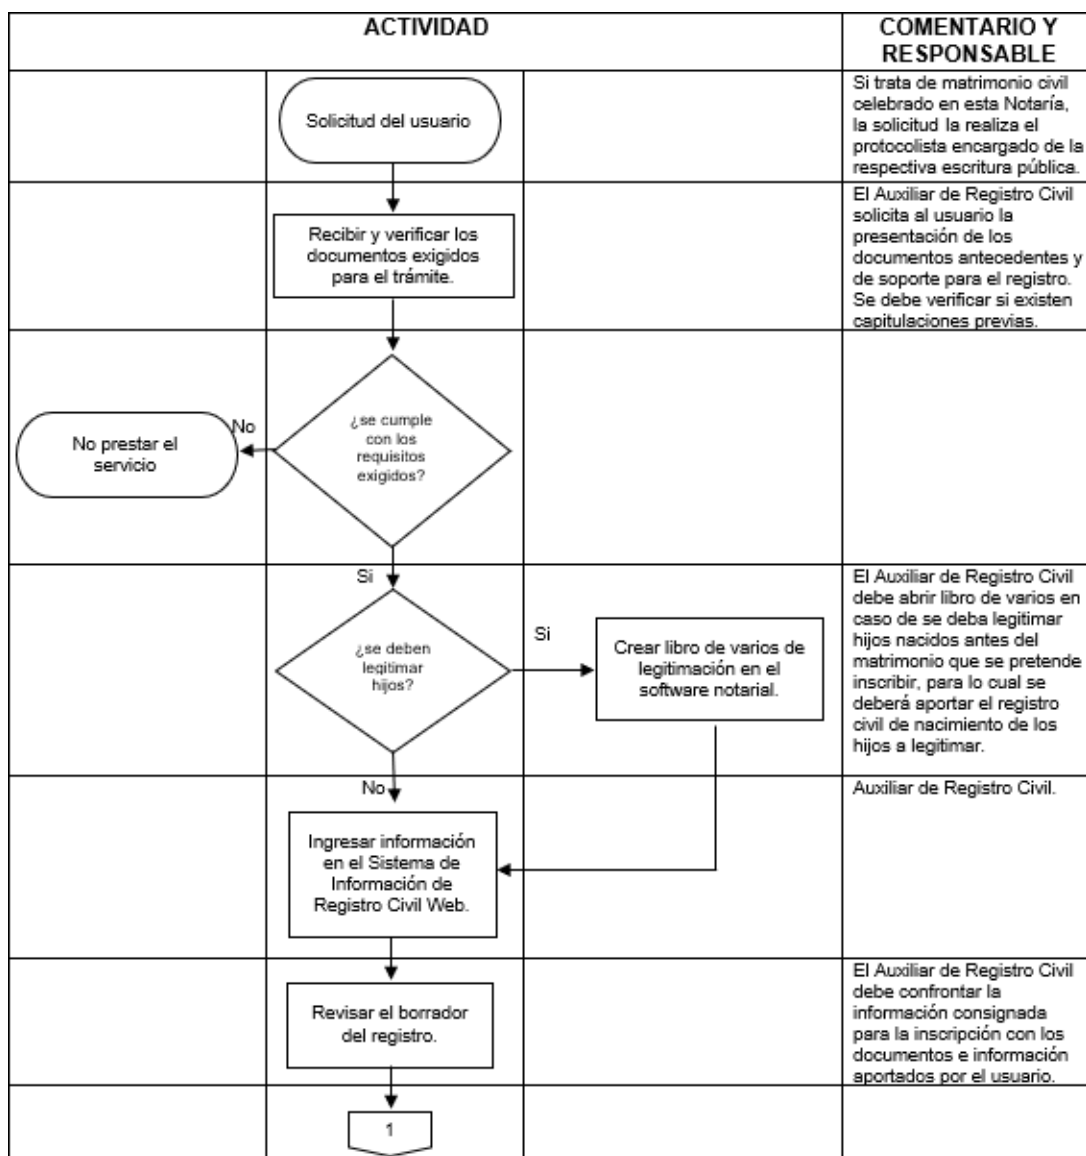 ACTIVIDAD
COMENTARIO Y
RESPONSABLE
Solicitud del usuario
Si trata de matrimonio civil
celebrado en esta Notaría,
la solicitud la realiza el
protocolista encargado de la
respectiva escritura pública.
Recibir y verificar los
documentos exigidos
para el trámite.
El Auxiliar de Registro Civil
solicita al usuario la
presentación de los
documentos antecedentes y
de soporte para el registro.
Se debe verificar si existen
capitulaciones previas.
No prestar el
servicio
No
¿se cumple
con los
requisitos
exigidos?
Si
¿se deben
legitimar
hijos?
Si
Crear libro de varios de
legitimación en el
software notarial.
El Auxiliar de Registro Civil
debe abrir libro de varios en
caso de se deba legitimar
hijos nacidos antes del
matrimonio que se pretende
inscribir, para lo cual se
deberá aportar el registro
civil de nacimiento de los
hijos a legitimar.
No
Ingresar información
en el Sistema de
Información de
Registro Civil Web.
Auxiliar de Registro Civil.
Revisar el borrador
del registro.
El Auxiliar de Registro Civil
debe confrontar la
información consignada
para la inscripción con los
documentos e información
aportados por el usuario.
1